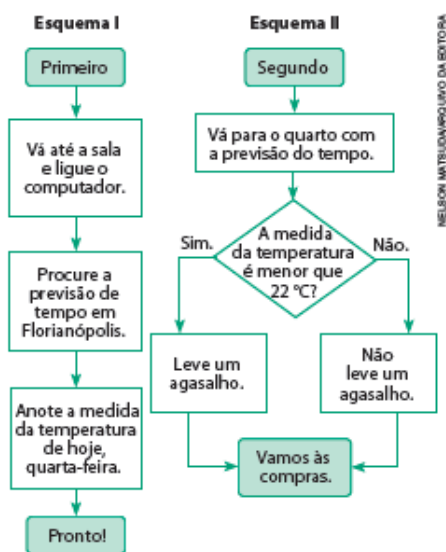 Esquema I
Primeiro
Vá até a sala
e ligue o
computador.
Procure a
previsão de
tempo em
Florianópolis.
Anote a medida
da temperatura
de hoje,
quarta-feira.
Pronto!
Esquema II
Segundo
Vá para o quarto com
a previsão do tempo.
A medida
da temperatura
é menor que
22 °C?
Sim.
Não.
Leve um
agasalho.
Não
leve um
agasalho.
Vamos às
compras.
NELSON MATSUDA/ARQUIVO DA EDITORA